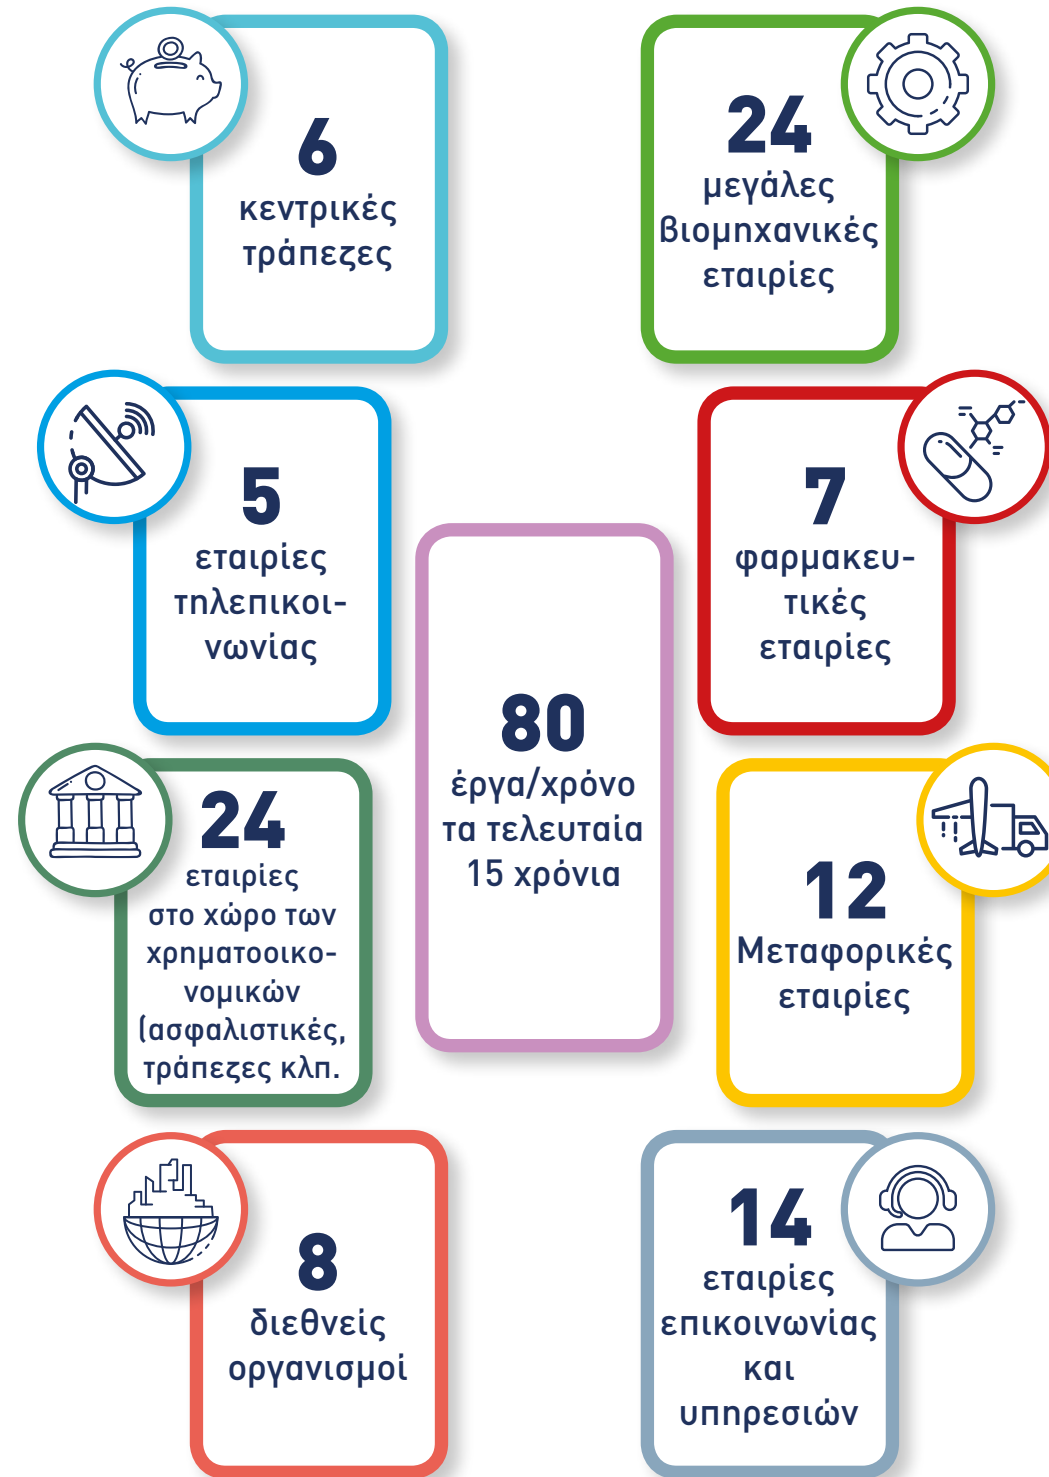 6
κεντρικές
τράπεζες
24
μεγάλες
βιομηχανικές
εταιρίες
5
εταιρίες
τηλεπικοι-
νωνίας
7
φαρμακευ-
τικές
εταιρίες
80
έργα/χρόνο
τα τελευταία
15 χρόνια
24
εταιρίες
στο χώρο των
χρηματοοικο-
νομικών
(ασφαλιστικές,
τράπεζες κλπ.
12
Μεταφορικές
εταιρίες
8
διεθνείς
οργανισμοί
14
εταιρίες
επικοινωνίας
και
υπηρεσιών